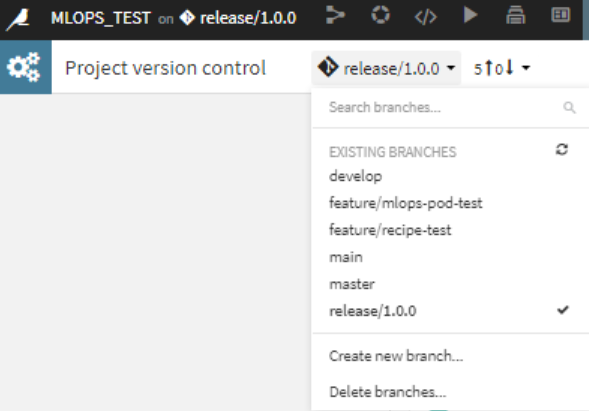 MLOPS_TEST on release/1.0.0
Project version control
release/1.0.0
5↑0↓
Search branches...
EXISTING BRANCHES
develop
feature/mlops-pod-test
feature/recipe-test
main
master
release/1.0.0
Create new branch...
Delete branches...